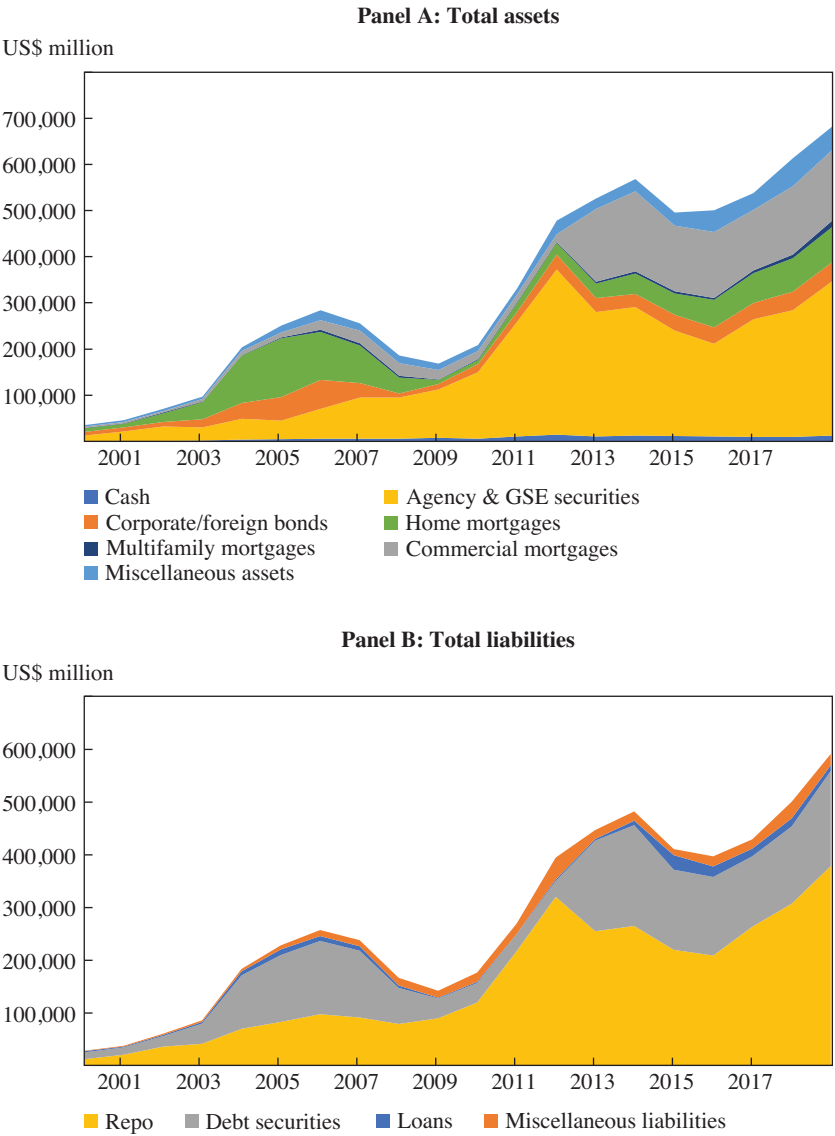 Panel A: Total assets
US$ million
700,000
600,000
500,000
400,000
300,000
200,000
100,000
2001 2003 2005 2007 2009 2011 2013 2015 2017
Cash Agency & GSE securities
Corporate/foreign bonds Home mortgages
Multifamily mortgages Commercial mortgages
Miscellaneous assets
Panel B: Total liabilities
US$ million
600,000
500,000
400,000
300,000
200,000
100,000
2001 2003 2005 2007 2009 2011 2013 2015 2017
Repo Debt securities Loans Miscellaneous liabilities